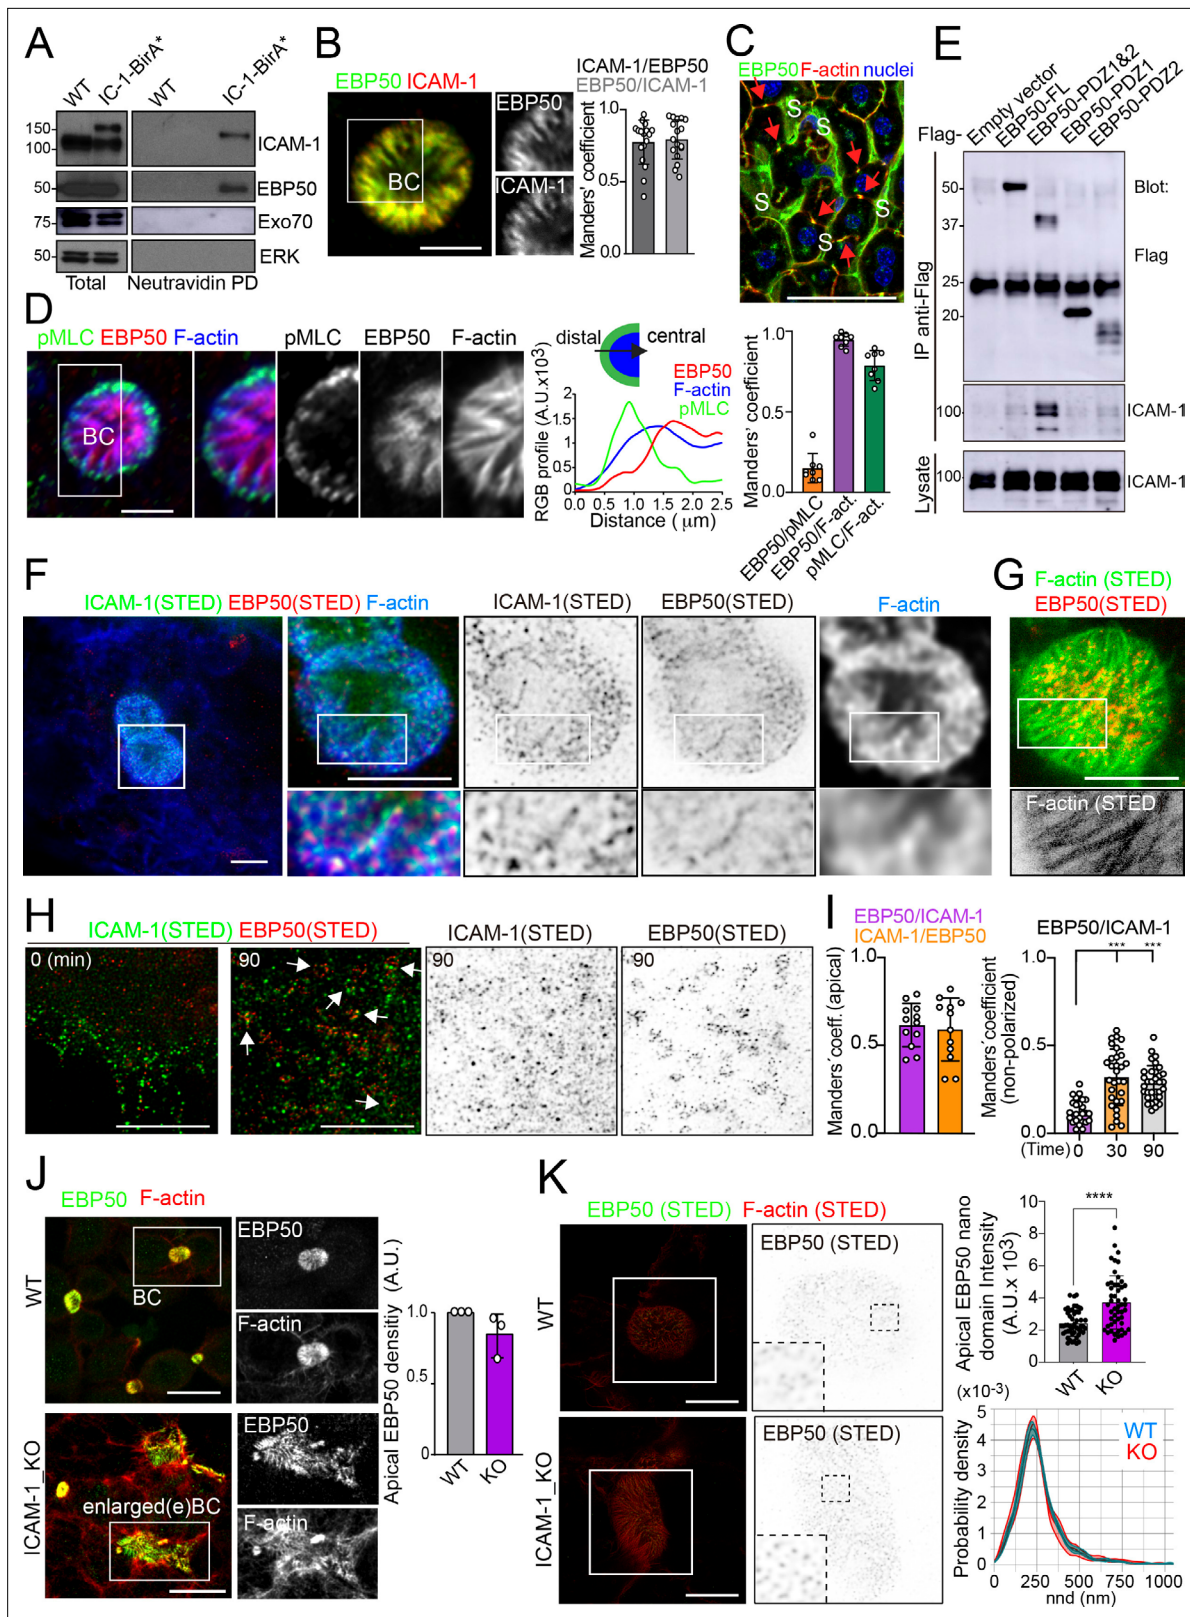 A
WT
IC-1-BirA*
WT
IC-1-BirA*
150
100
ICAM-1
50
EBP50
75
Exo70
50
ERK
Total
Neutravidin PD
B
EBP50 ICAM-1
BC
EBP50
ICAM-1
ICAM-1/EBP50
EBP50/ICAM-1
Manders' coefficient
1.0
0.5
0.0
C
EBP50 F-actin nuclei
S
S
S
S
S
S
D
pMLC EBP50 F-actin
BC
pMLC
EBP50
F-actin
distal
central
EBP50
F-actin
pMLC
RGB profile (A.U.x10³)
2
1.5
1
0.5
0
0.0
0.5
1.0
1.5
2.0
2.5
Distance ( μm)
Manders' coefficient
1.0
0.5
0.0
EBP50/pMLC
EBP50/F-act.
pMLC/F-act.
E
Flag-
Empty vector
EBP50-FL
EBP50-PDZ1&2
EBP50-PDZ1
EBP50-PDZ2
IP anti-Flag
50
37
25
20
Blot:
Flag
100
ICAM-1
Lysate
100
ICAM-1
F
ICAM-1(STED) EBP50(STED) F-actin
ICAM-1(STED)
EBP50(STED)
F-actin
G
F-actin (STED)
EBP50(STED)
F-actin (STED
H
ICAM-1(STED) EBP50(STED)
0 (min)
90
ICAM-1(STED)
90
EBP50(STED)
90
I
EBP50/ICAM-1
ICAM-1/EBP50
Manders' coeff. (apical)
1.0
0.5
0.0
EBP50/ICAM-1
*** ***
Manders'coefficient
(non-polarized)
1.0
0.5
0.0
(Time) 0 30 90
J
EBP50 F-actin
WT
BC
EBP50
F-actin
ICAM-1_KO
enlarged(e)BC
EBP50
F-actin
Apical EBP50 densitiy (A.U.)
1.0
0.5
0
WT
KO
K
EBP50 (STED) F-actin (STED)
WT
EBP50 (STED)
ICAM-1_KO
EBP50 (STED)
Apical EBP50 nano
domain Intensity
(A.U.x 10³)
****
10
8
6
4
2
0
WT
KO
(x10⁻³)
Probability density
5
4
3
2
1
0
WT
KO
0
250
500
750
1000
nnd (nm)